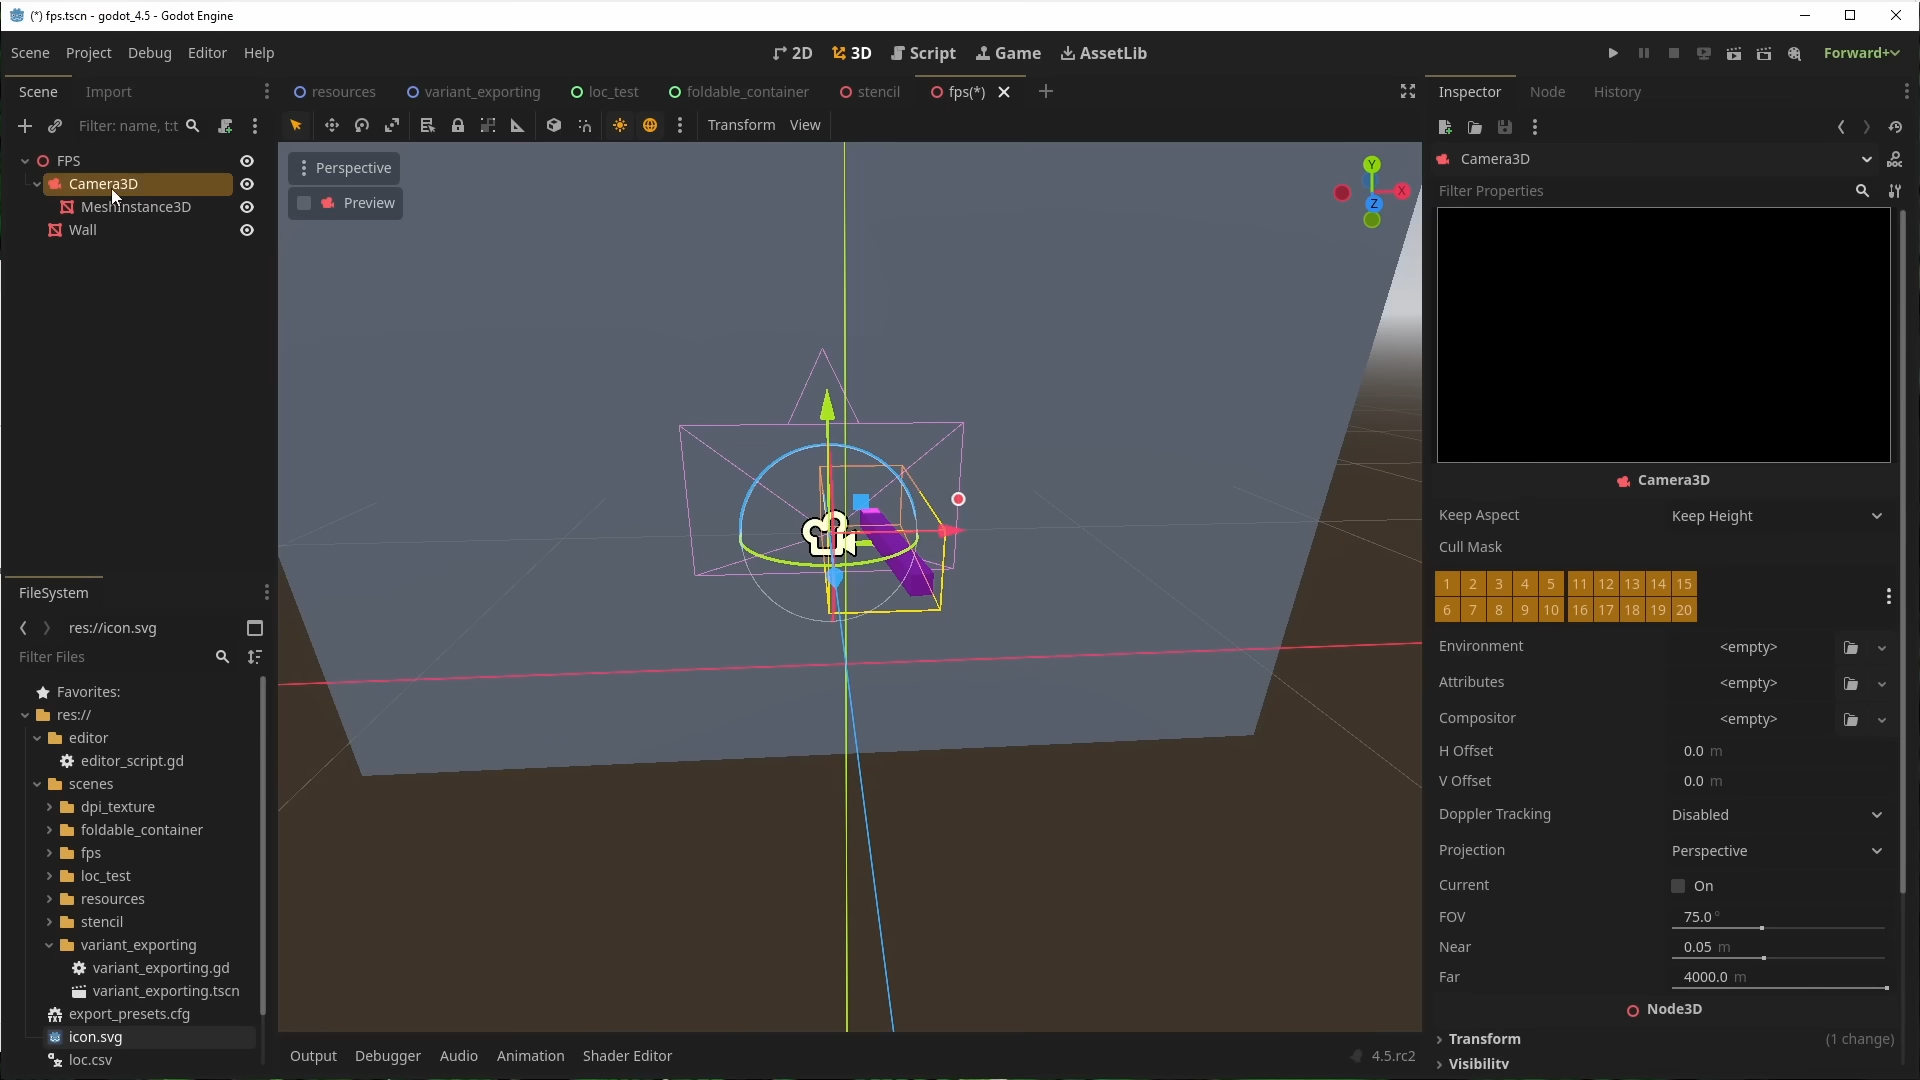 (*) fps.tscn - godot_4.5 - Godot Engine
Scene Project Debug Editor Help
2D 3D Script Game AssetLib
Forward+
Scene Import
resources variant_exporting loc_test foldable_container stencil fps(*)
Inspector Node History
Filter: name, t:t
Transform View
FPS
Camera3D
MeshInstance3D
Wall
Perspective
Preview
Y
X
Z
Camera3D
Filter Properties
Camera3D
Keep Aspect Keep Height
Cull Mask
1 2 3 4 5 11 12 13 14 15
6 7 8 9 10 16 17 18 19 20
Environment <empty>
Attributes <empty>
Compositor <empty>
H Offset 0.0 m
V Offset 0.0 m
Doppler Tracking Disabled
Projection Perspective
Current On
FOV 75.0 °
Near 0.05 m
Far 4000.0 m
Node3D
Transform (1 change)
Visibility
FileSystem
res://icon.svg
Filter Files
Favorites:
res://
editor
editor_script.gd
scenes
dpi_texture
foldable_container
fps
loc_test
resources
stencil
variant_exporting
variant_exporting.gd
variant_exporting.tscn
export_presets.cfg
icon.svg
loc.csv
Output Debugger Audio Animation Shader Editor
4.5.rc2